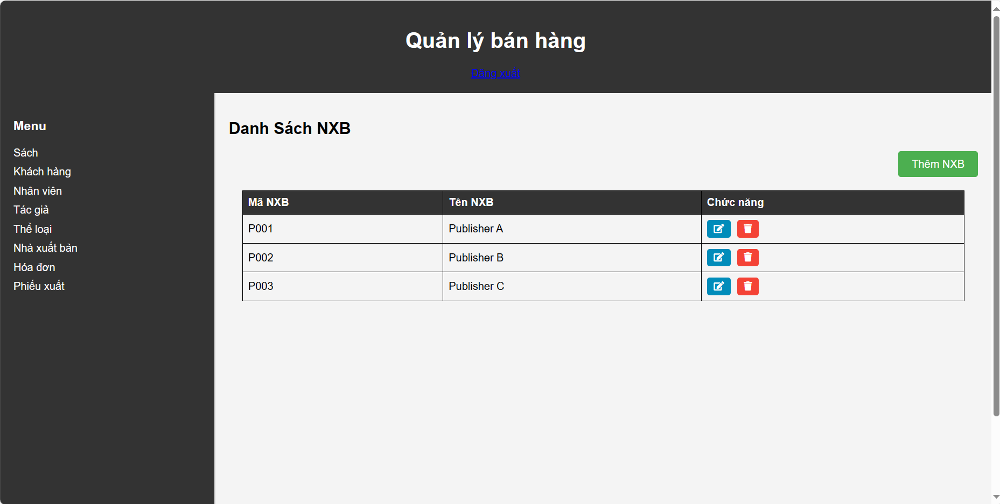 Quản lý bán hàng
Đăng xuất
Menu
Sách
Khách hàng
Nhân viên
Tác giả
Thể loại
Nhà xuất bản
Hóa đơn
Phiếu xuất
Danh Sách NXB
Thêm NXB
Mã NXB Tên NXB Chức năng
P001 Publisher A
P002 Publisher B
P003 Publisher C